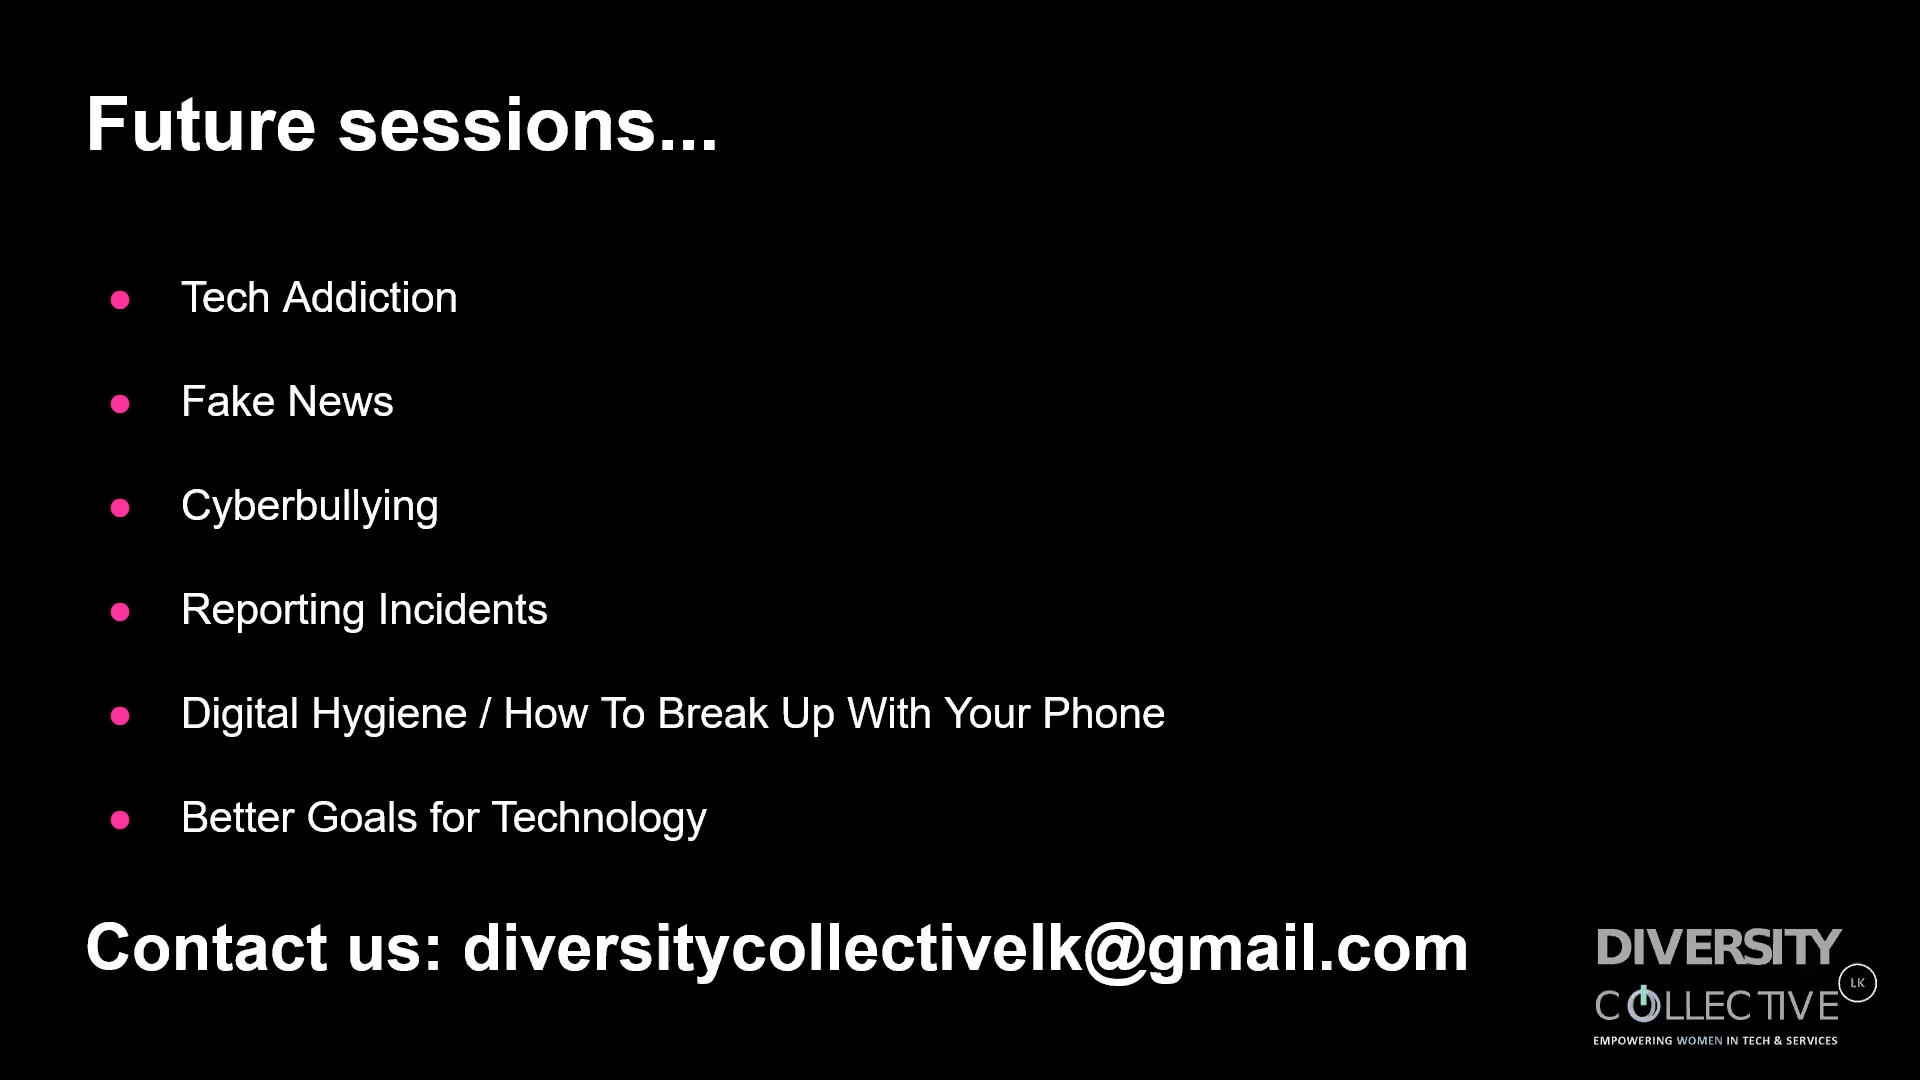 Future sessions...
● Tech Addiction
● Fake News
● Cyberbullying
● Reporting Incidents
● Digital Hygiene / How To Break Up With Your Phone
● Better Goals for Technology
Contact us: diversitycollectivelk@gmail.com
DIVERSITY
COLLECTIVE LK
EMPOWERING WOMEN IN TECH & SERVICES